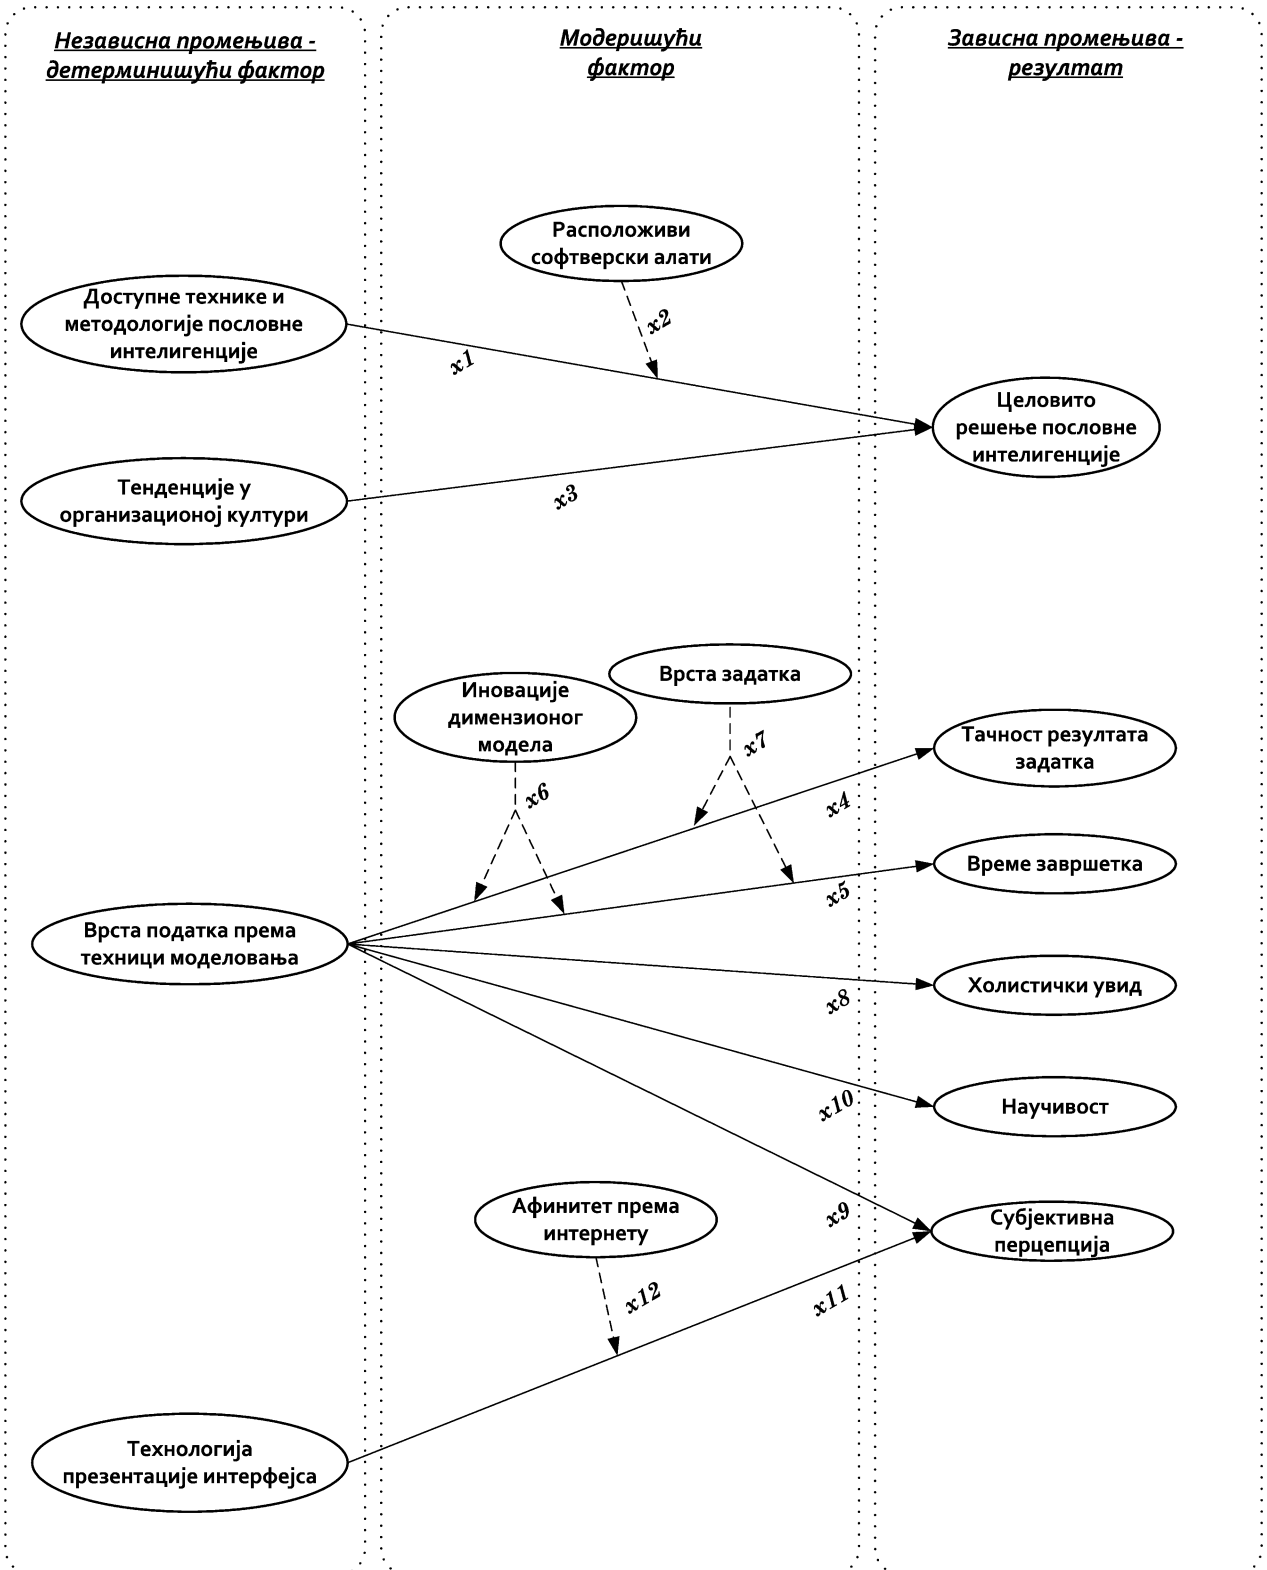 Независна промењива -
детерминишући фактор
Модеришући
фактор
Зависна промењива -
резултат
Расположиви
софтверски алати
Доступне технике и
методологије пословне
интелигенције
x2
x1
Целовито
решење пословне
интелигенције
Тенденције у
организационој култури
x3
Врста задатка
Иновације
димензионог
модела
x7
Тачност резултата
задатка
x6
x4
Време завршетка
x5
Врста податка према
техници моделовања
Холистички увид
x8
Научивост
x10
Афинитет према
интернету
x9
Субјективна
перцепција
x12
x11
Технологија
презентације интерфејса